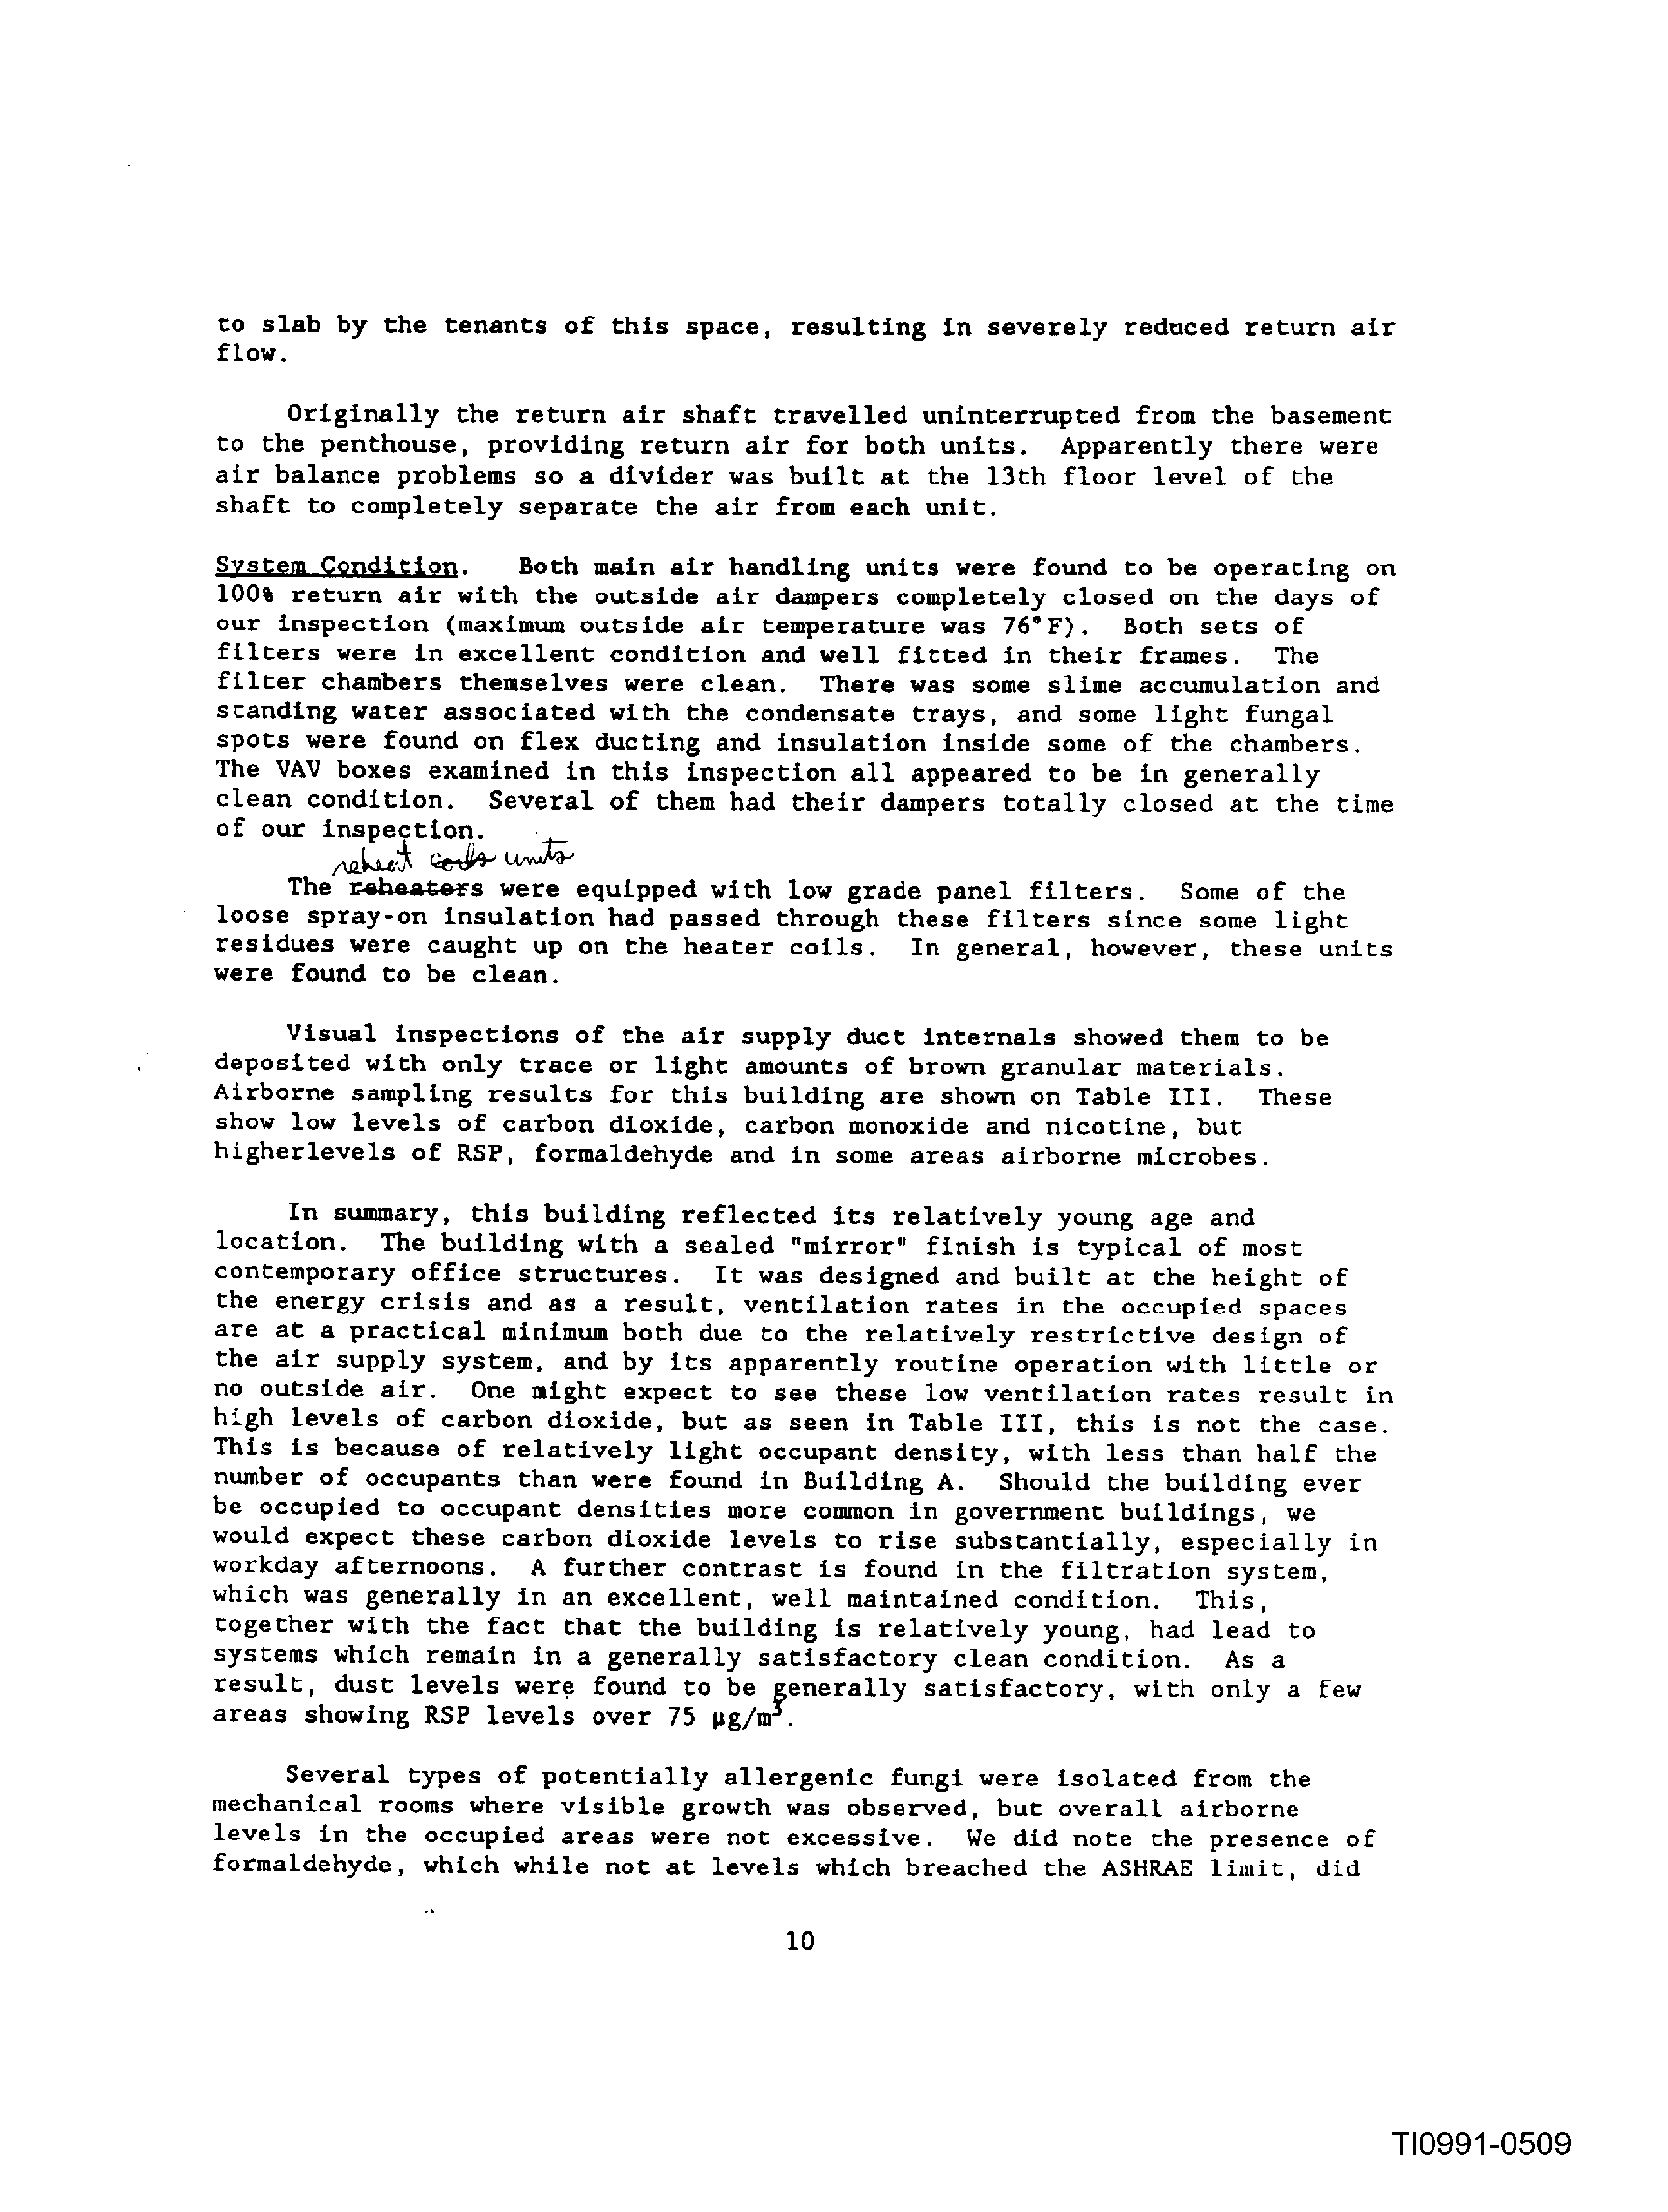 to slab by the tenants of this space, resulting in severely reduced return air
flow.
Originally the return air shaft travelled uninterrupted from the basement
to the penthouse, providing return air for both units. Apparently there were
air balance problems so a divider was built at the 13th floor level of the
shaft to completely separate the air from each unit.
System Condition. Both main air handling units were found to be operating on
100% return air with the outside air dampers completely closed on the days of
our inspection (maximum outside air temperature was 76°F). Both sets of
filters were in excellent condition and well fitted in their frames. The
filter chambers themselves were clean. There was some slime accumulation and
standing water associated with the condensate trays, and some light fungal
spots were found on flex ducting and insulation inside some of the chambers.
The VAV boxes examined in this inspection all appeared to be in generally
clean condition. Several of them had their dampers totally closed at the time
of our inspection.
reheat coils units
The reheaters were equipped with low grade panel filters. Some of the
loose spray-on insulation had passed through these filters since some light
residues were caught up on the heater coils. In general, however, these units
were found to be clean.
Visual inspections of the air supply duct internals showed them to be
deposited with only trace or light amounts of brown granular materials.
Airborne sampling results for this building are shown on Table III. These
show low levels of carbon dioxide, carbon monoxide and nicotine, but
higherlevels of RSP, formaldehyde and in some areas airborne microbes.
In summary, this building reflected its relatively young age and
location. The building with a sealed "mirror" finish is typical of most
contemporary office structures. It was designed and built at the height of
the energy crisis and as a result, ventilation rates in the occupied spaces
are at a practical minimum both due to the relatively restrictive design of
the air supply system, and by its apparently routine operation with little or
no outside air. One might expect to see these low ventilation rates result in
high levels of carbon dioxide, but as seen in Table III, this is not the case.
This is because of relatively light occupant density, with less than half the
number of occupants than were found in Building A. Should the building ever
be occupied to occupant densities more common in government buildings, we
would expect these carbon dioxide levels to rise substantially, especially in
workday afternoons. A further contrast is found in the filtration system,
which was generally in an excellent, well maintained condition. This,
together with the fact that the building is relatively young, had lead to
systems which remain in a generally satisfactory clean condition. As a
result, dust levels were found to be generally satisfactory, with only a few
areas showing RSP levels over 75 µg/m³.
Several types of potentially allergenic fungi were isolated from the
mechanical rooms where visible growth was observed, but overall airborne
levels in the occupied areas were not excessive. We did note the presence of
formaldehyde, which while not at levels which breached the ASHRAE limit, did
10
TI0991-0509